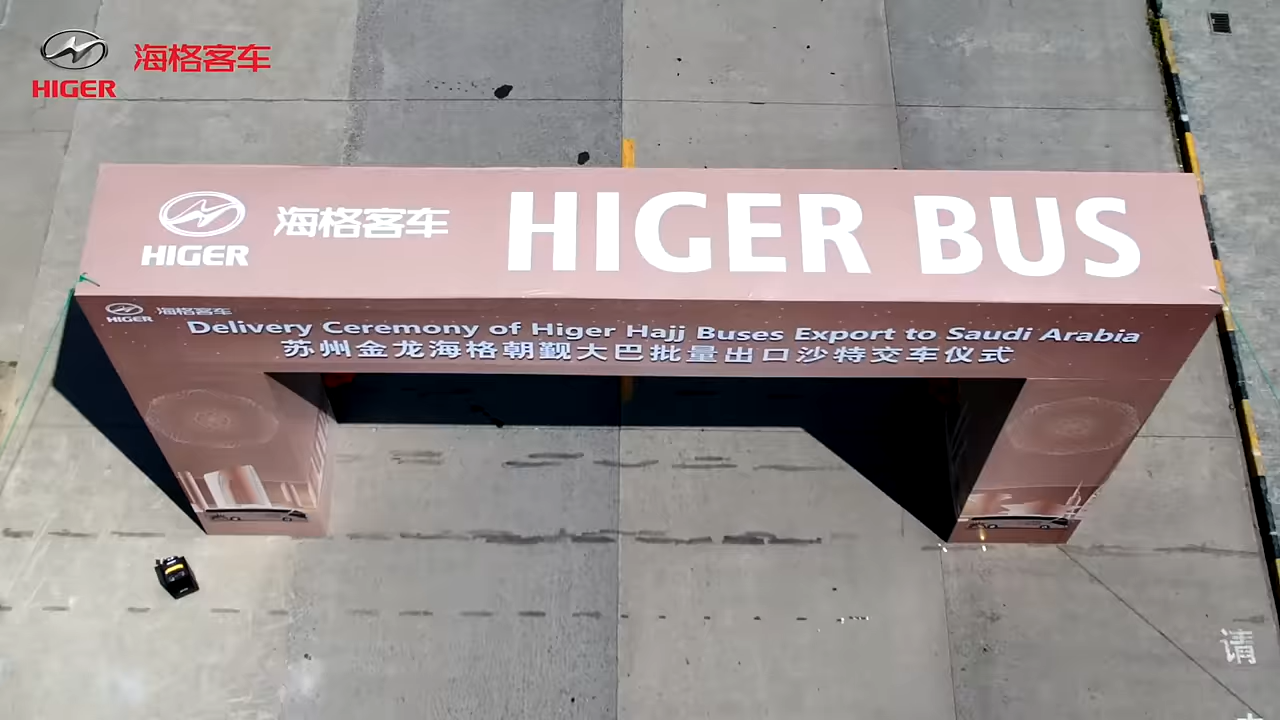 海格客车
HIGER
海格客车
HIGER
HIGER BUS
海格客车
HIGER
Delivery Ceremony of Higer Hajj Buses Export to Saudi Arabia
苏州金龙海格朝觐大巴批量出口沙特交车仪式
请